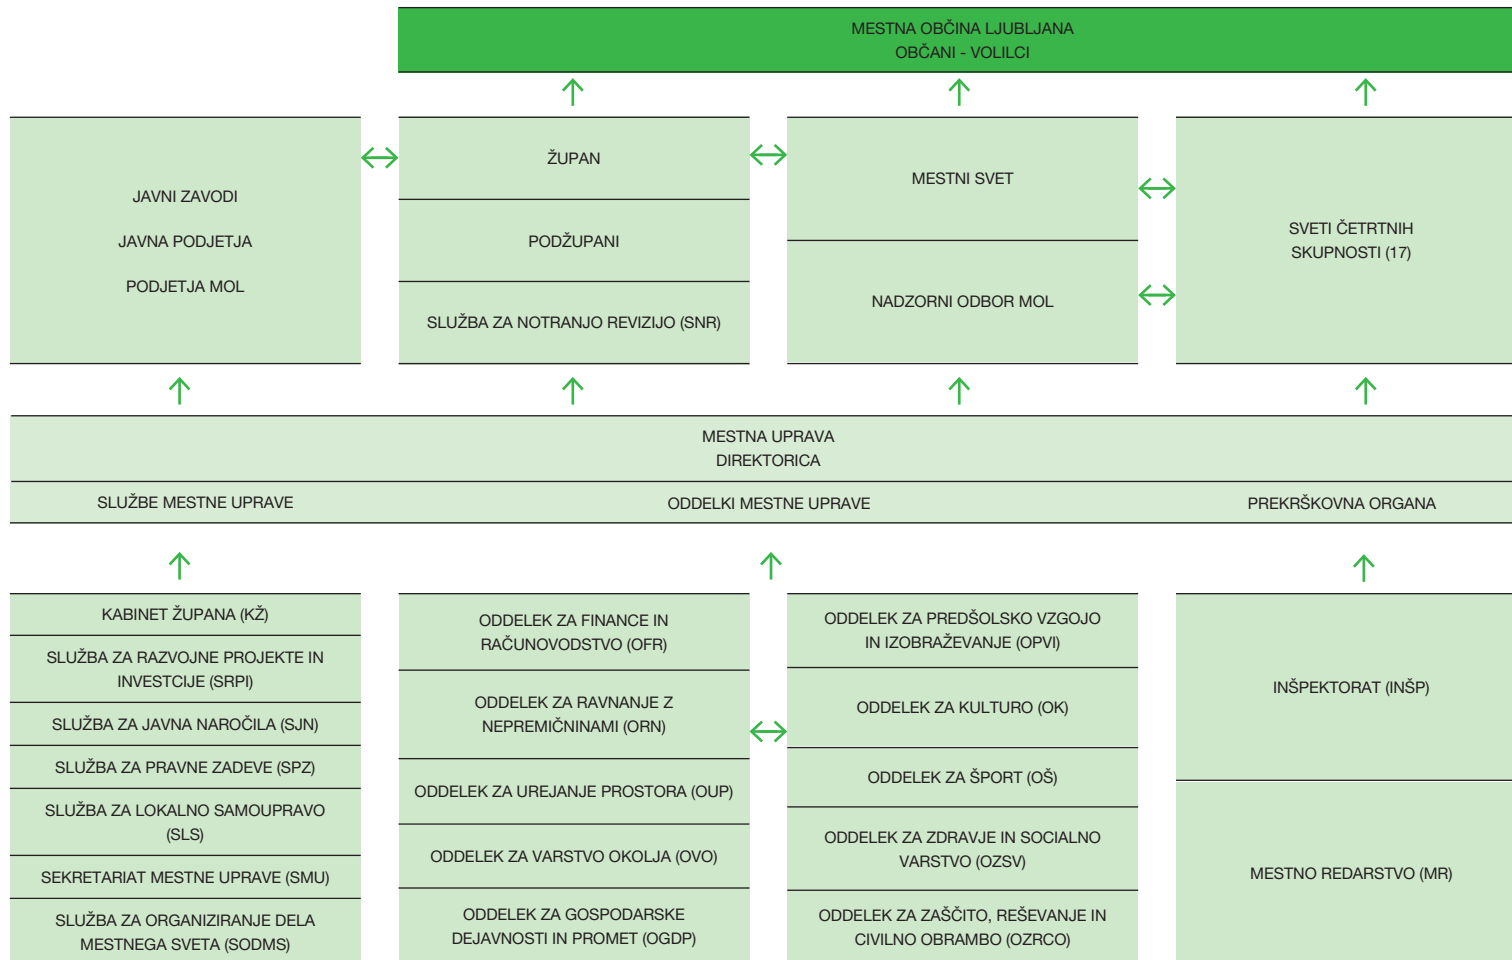 MESTNA OBČINA LJUBLJANA
OBČANI - VOLILCI
JAVNI ZAVODI
JAVNA PODJETJA
PODJETJA MOL
ŽUPAN
PODŽUPANI
SLUŽBA ZA NOTRANJO REVIZIJO (SNR)
MESTNI SVET
NADZORNI ODBOR MOL
SVETI ČETRTNIH
SKUPNOSTI (17)
MESTNA UPRAVA
DIREKTORICA
SLUŽBE MESTNE UPRAVE
ODDELKI MESTNE UPRAVE
PREKRŠKOVNA ORGANA
KABINET ŽUPANA (KŽ)
SLUŽBA ZA RAZVOJNE PROJEKTE IN
INVESTCIJE (SRPI)
SLUŽBA ZA JAVNA NAROČILA (SJN)
SLUŽBA ZA PRAVNE ZADEVE (SPZ)
SLUŽBA ZA LOKALNO SAMOUPRAVO
(SLS)
SEKRETARIAT MESTNE UPRAVE (SMU)
SLUŽBA ZA ORGANIZIRANJE DELA
MESTNEGA SVETA (SODMS)
ODDELEK ZA FINANCE IN
RAČUNOVODSTVO (OFR)
ODDELEK ZA RAVNANJE Z
NEPREMIČNINAMI (ORN)
ODDELEK ZA UREJANJE PROSTORA (OUP)
ODDELEK ZA VARSTVO OKOLJA (OVO)
ODDELEK ZA GOSPODARSKE
DEJAVNOSTI IN PROMET (OGDP)
ODDELEK ZA PREDŠOLSKO VZGOJO
IN IZOBRAŽEVANJE (OPVI)
ODDELEK ZA KULTURO (OK)
ODDELEK ZA ŠPORT (OŠ)
ODDELEK ZA ZDRAVJE IN SOCIALNO
VARSTVO (OZSV)
ODDELEK ZA ZAŠČITO, REŠEVANJE IN
CIVILNO OBRAMBO (OZRCO)
INŠPEKTORAT (INŠP)
MESTNO REDARSTVO (MR)